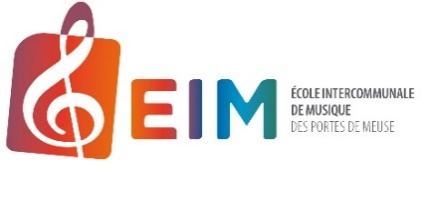 EIM
ÉCOLE INTERCOMMUNALE
DE MUSIQUE
DES PORTES DE MEUSE